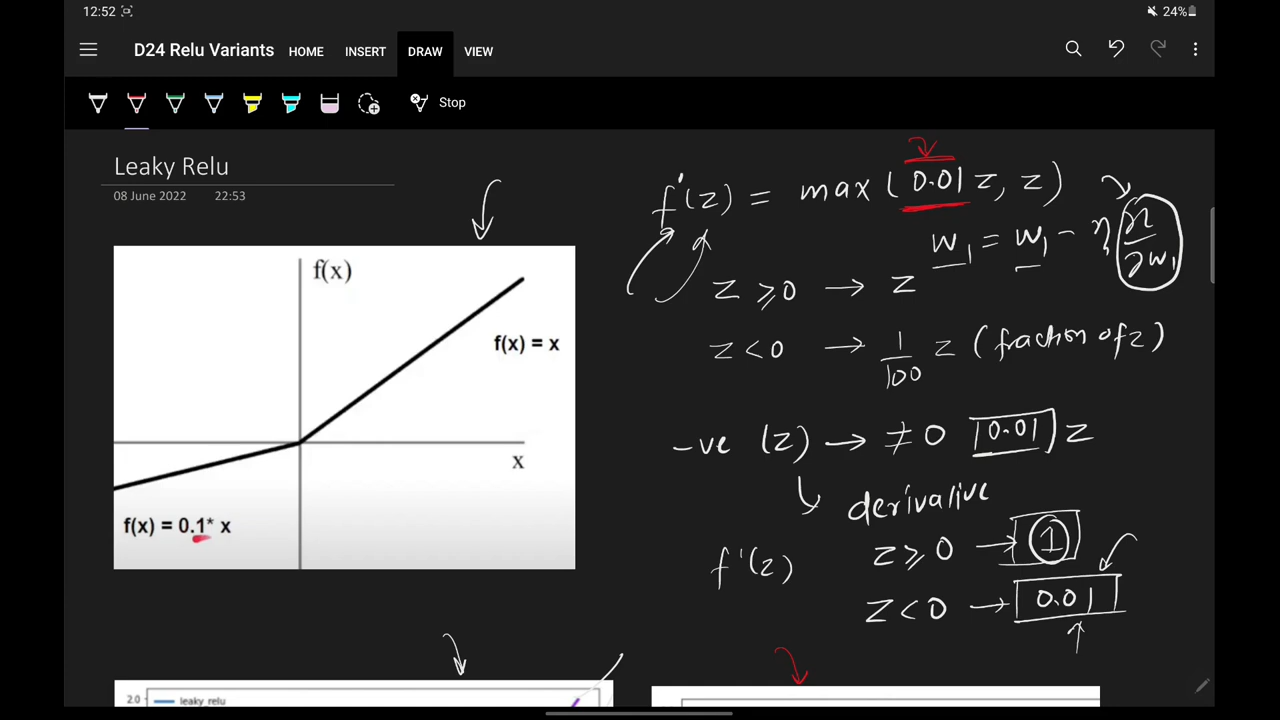 12:52
24%
D24 Relu Variants HOME INSERT DRAW VIEW
Stop
Leaky Relu
08 June 2022 22:53
f'(z) = max(0.01 z, z)
w₁ = w₁ - η ∂L/∂w₁
z ≥ 0 → z
z < 0 → 1/100 z (fraction of z)
-ve (z) → ≠ 0 0.01 z
derivative
f'(z)
z ≥ 0 → 1
z < 0 → 0.01
f(x)
f(x) = x
x
f(x) = 0.1* x
2.0
leaky_relu